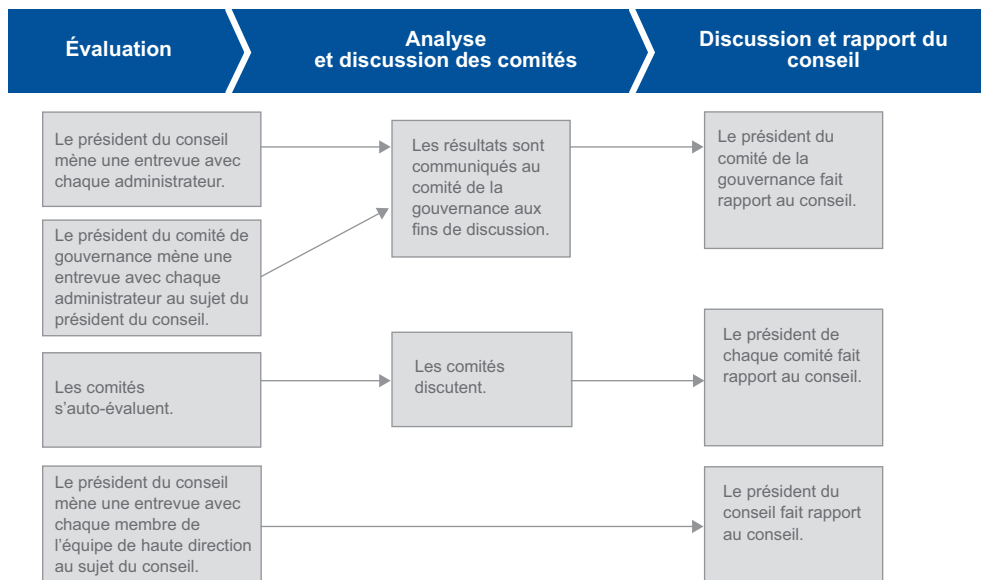 Évaluation
Analyse
et discussion des comités
Discussion et rapport du
conseil
Le président du conseil
mène une entrevue avec
chaque administrateur.
Les résultats sont
communiqués au
comité de la
gouvernance aux
fins de discussion.
Le président du
comité de la
gouvernance fait
rapport au conseil.
Le président du comité de
gouvernance mène une
entrevue avec chaque
administrateur au sujet du
président du conseil.
Les comités
s'auto-évaluent.
Les comités
discutent.
Le président de
chaque comité fait
rapport au conseil.
Le président du conseil
mène une entrevue avec
chaque membre de
l'équipe de haute direction
au sujet du conseil.
Le président du
conseil fait rapport
au conseil.